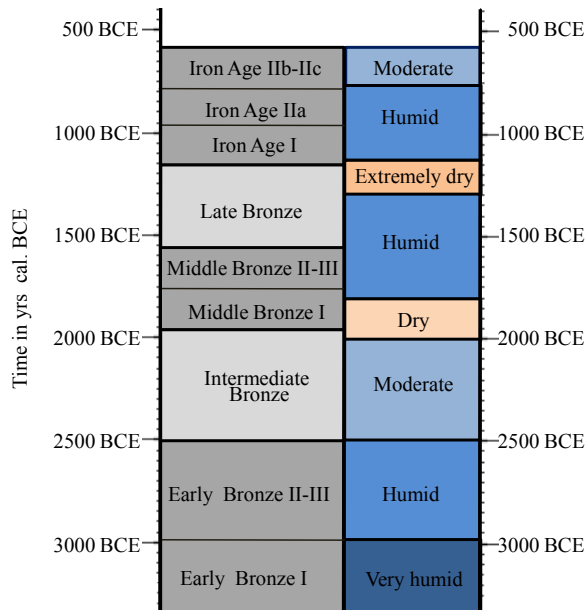 Time in yrs cal. BCE
500 BCE
1000 BCE
1500 BCE
2000 BCE
2500 BCE
3000 BCE
Iron Age IIb-IIc
Iron Age IIa
Iron Age I
Late Bronze
Middle Bronze II-III
Middle Bronze I
Intermediate
Bronze
Early Bronze II-III
Early Bronze I
Moderate
Humid
Extremely dry
Humid
Dry
Moderate
Humid
Very humid
500 BCE
1000 BCE
1500 BCE
2000 BCE
2500 BCE
3000 BCE